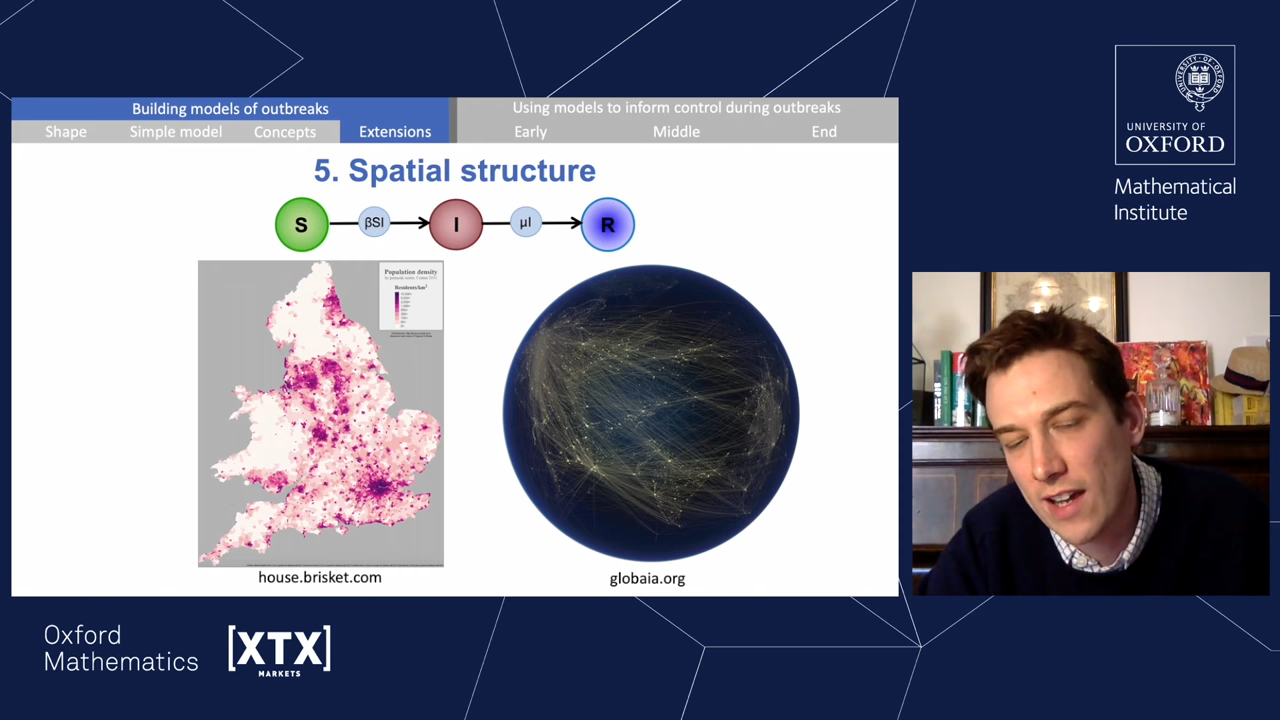 Building models of outbreaks
Using models to inform control during outbreaks
Shape
Simple model
Concepts
Extensions
Early
Middle
End
5. Spatial structure
S
βSI
I
μI
R
Population density
Residents/km²
house.brisket.com
globaia.org
UNIVERSITY OF
OXFORD
Mathematical
Institute
Oxford
Mathematics
[XTX]
MARKETS